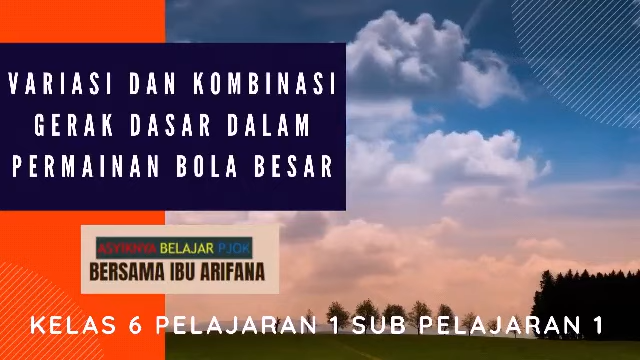 VARIASI DAN KOMBINASI
GERAK DASAR DALAM
PERMAINAN BOLA BESAR
ASYIKNYA BELAJAR PJOK
BERSAMA IBU ARIFANA
KELAS 6 PELAJARAN 1 SUB PELAJARAN 1